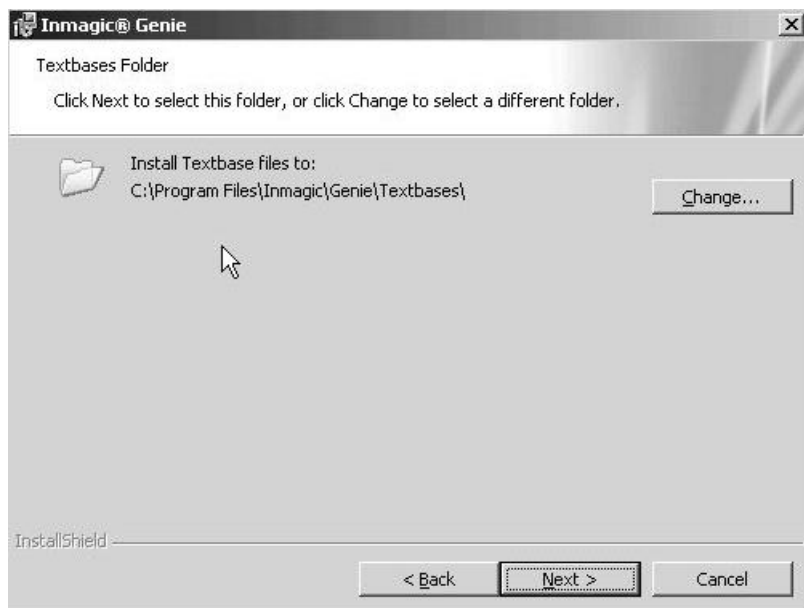 Inmagic® Genie
Textbases Folder
Click Next to select this folder, or click Change to select a different folder.
Install Textbase files to:
C:\Program Files\Inmagic\Genie\Textbases\
Change...
InstallShield
< Back
Next >
Cancel